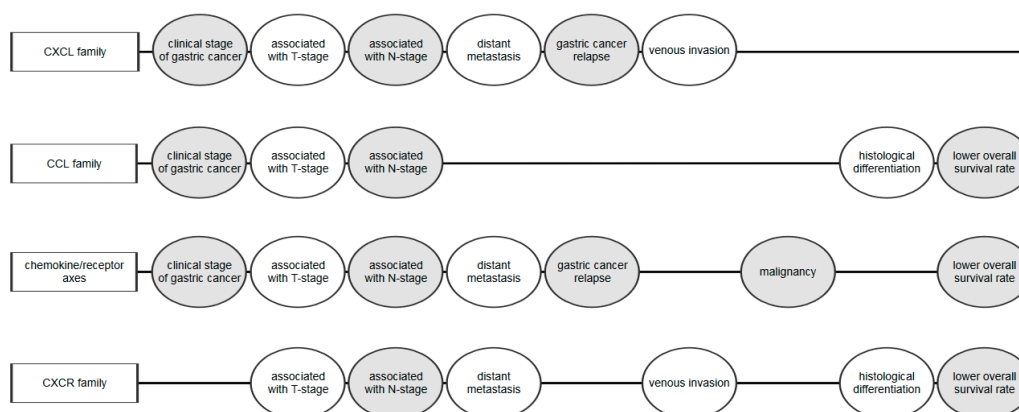 CXCL family
clinical stage
of gastric cancer
associated
with T-stage
associated
with N-stage
distant
metastasis
gastric cancer
relapse
venous invasion
CCL family
clinical stage
of gastric cancer
associated
with T-stage
associated
with N-stage
histological
differentiation
lower overall
survival rate
chemokine/receptor
axes
clinical stage
of gastric cancer
associated
with T-stage
associated
with N-stage
distant
metastasis
gastric cancer
relapse
malignancy
lower overall
survival rate
CXCR family
associated
with T-stage
associated
with N-stage
distant
metastasis
venous invasion
histological
differentiation
lower overall
survival rate